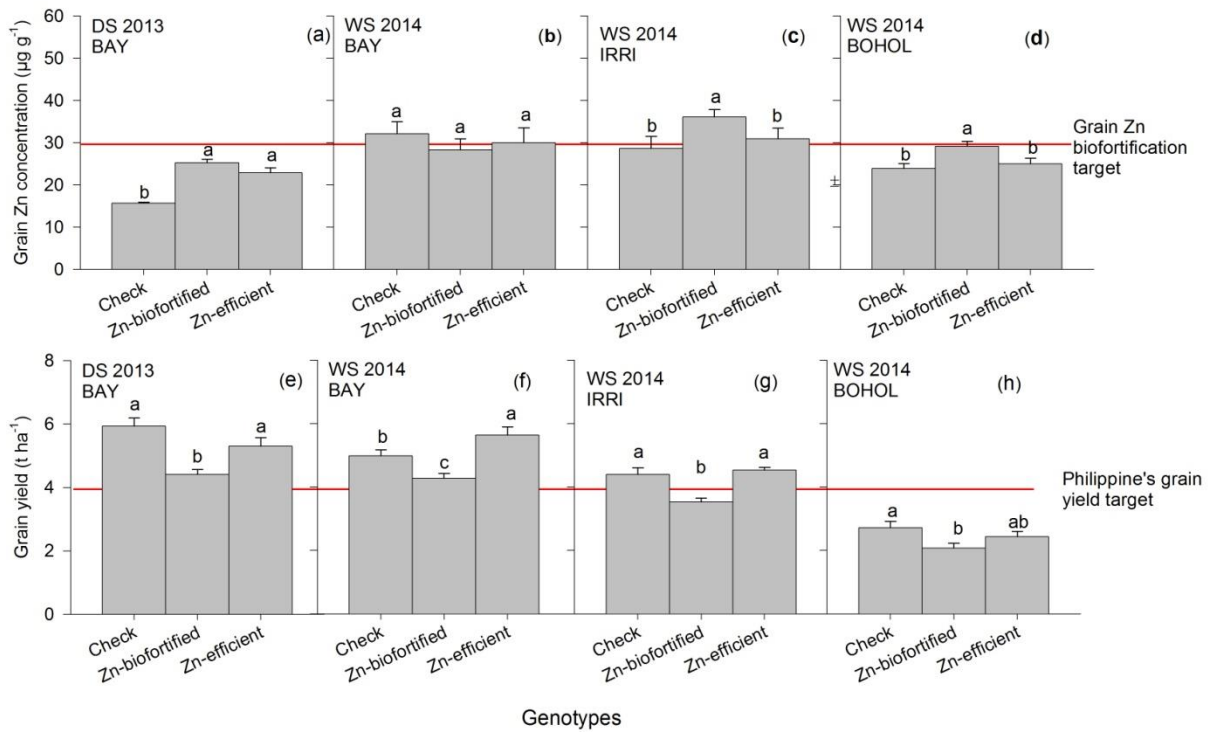 Grain Zn concentration (µg g⁻¹)
60
50
40
30
20
10
0
DS 2013
BAY
(a)
b
a
a
WS 2014
BAY
(b)
a
a
a
WS 2014
IRRI
(c)
b
a
b
WS 2014
BOHOL
(d)
b
a
b
±
Grain Zn
biofortification
target
Check
Zn-biofortified
Zn-efficient
Check
Zn-biofortified
Zn-efficient
Check
Zn-biofortified
Zn-efficient
Check
Zn-biofortified
Zn-efficient
Grain yield (t ha⁻¹)
8
6
4
2
0
DS 2013
BAY
(e)
a
b
a
WS 2014
BAY
(f)
b
c
a
WS 2014
IRRI
(g)
a
b
a
WS 2014
BOHOL
(h)
a
b
ab
Philippine's grain
yield target
Check
Zn-biofortified
Zn-efficient
Check
Zn-biofortified
Zn-efficient
Check
Zn-biofortified
Zn-efficient
Check
Zn-biofortified
Zn-efficient
Genotypes